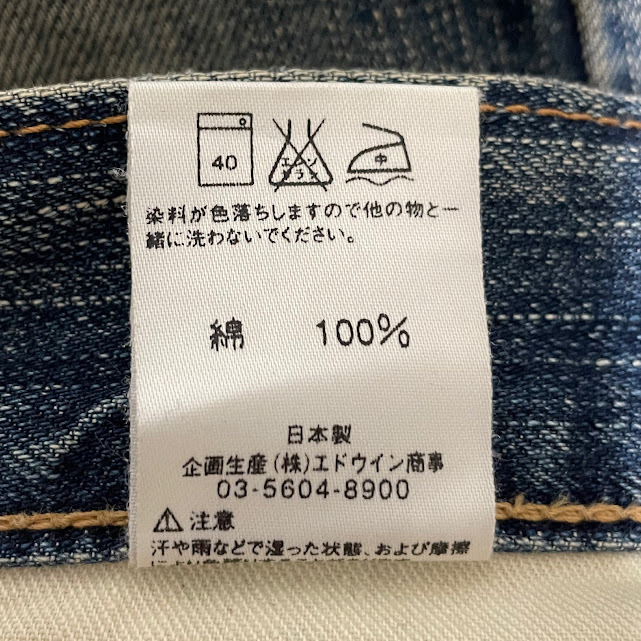 40
エンソ
サラシ
中
染料が色落ちしますので他の物と一
緒に洗わないでください。
綿 100%
日本製
企画生産(株)エドウイン商事
03-5604-8900
⚠注意
汗や雨などで湿った状態、および摩擦